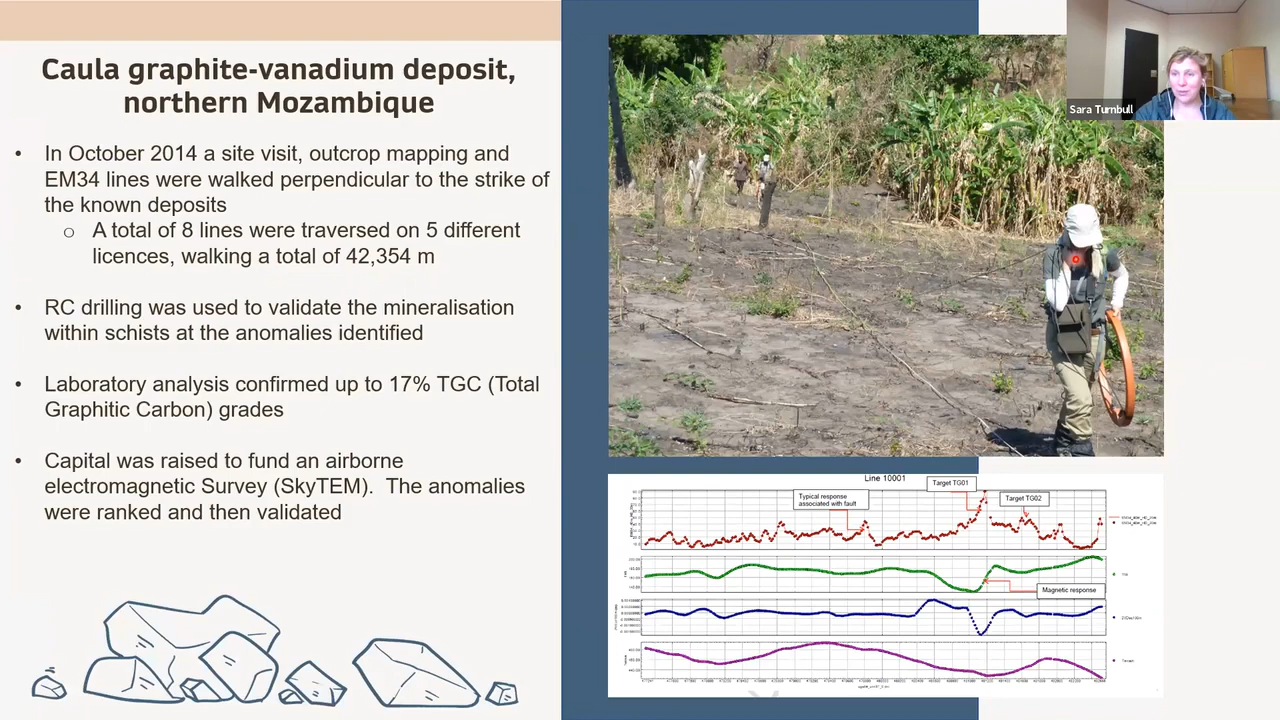 Caula graphite-vanadium deposit,
northern Mozambique
• In October 2014 a site visit, outcrop mapping and
EM34 lines were walked perpendicular to the strike of
the known deposits
○ A total of 8 lines were traversed on 5 different
licences, walking a total of 42,354 m
• RC drilling was used to validate the mineralisation
within schists at the anomalies identified
• Laboratory analysis confirmed up to 17% TGC (Total
Graphitic Carbon) grades
• Capital was raised to fund an airborne
electromagnetic Survey (SkyTEM). The anomalies
were and then validated
Sara Turnbull
Line 10001
Typical response
associated with fault
Target TG01
Target TG02
Magnetic response